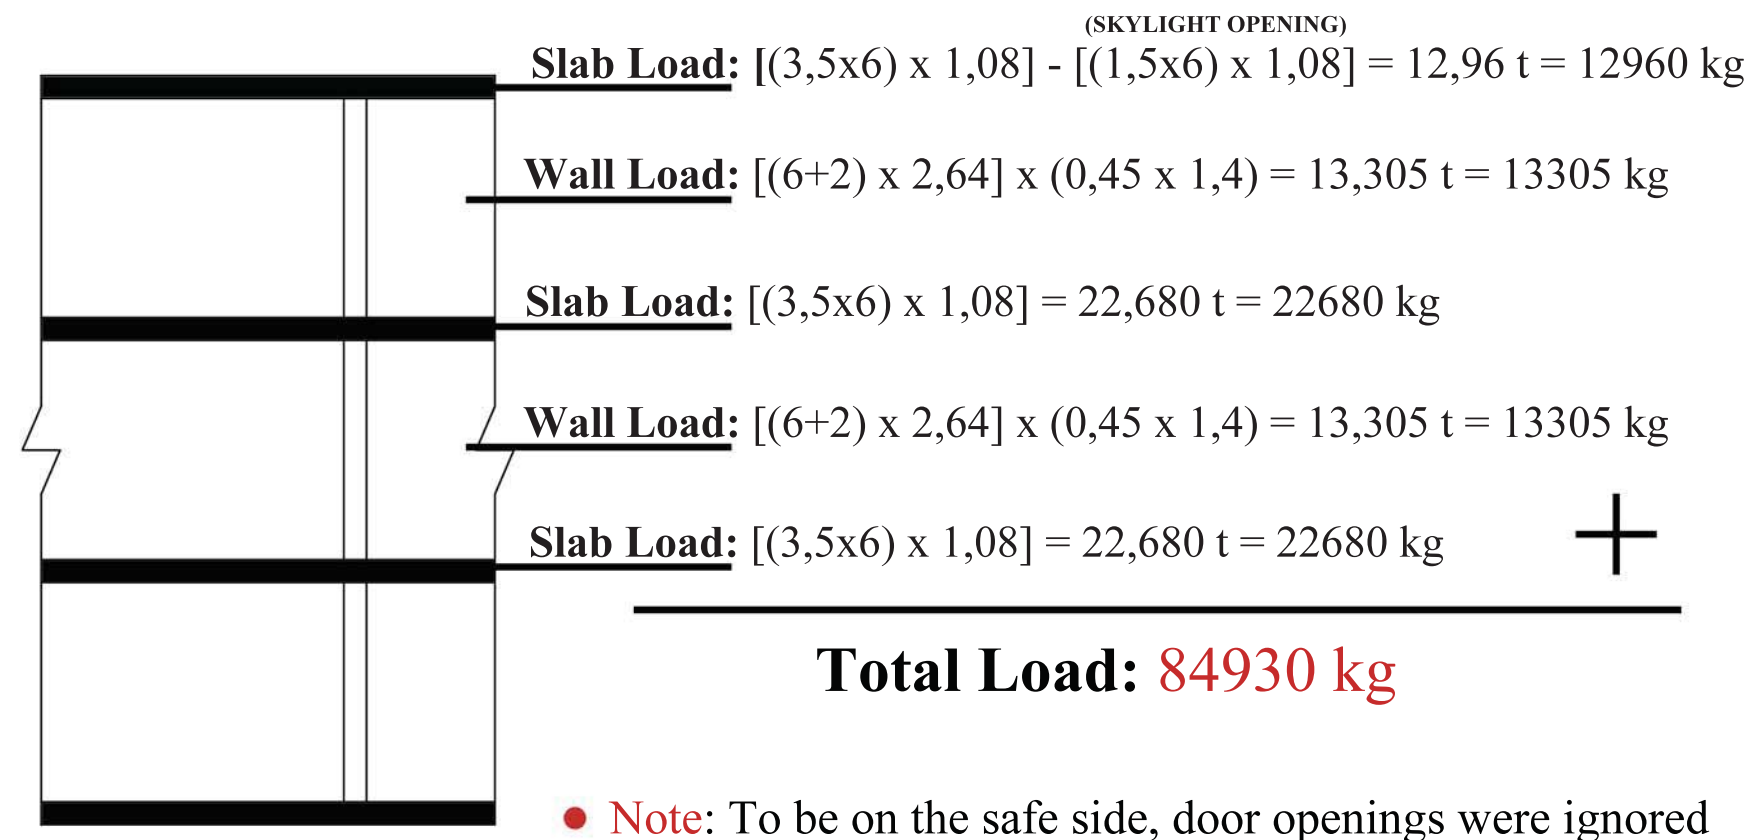 (SKYLIGHT OPENING)
Slab Load: [(3,5x6) x 1,08] - [(1,5x6) x 1,08] = 12,96 t = 12960 kg
Wall Load: [(6+2) x 2,64] x (0,45 x 1,4) = 13,305 t = 13305 kg
Slab Load: [(3,5x6) x 1,08] = 22,680 t = 22680 kg
Wall Load: [(6+2) x 2,64] x (0,45 x 1,4) = 13,305 t = 13305 kg
Slab Load: [(3,5x6) x 1,08] = 22,680 t = 22680 kg
+
Total Load: 84930 kg
• Note: To be on the safe side, door openings were ignored